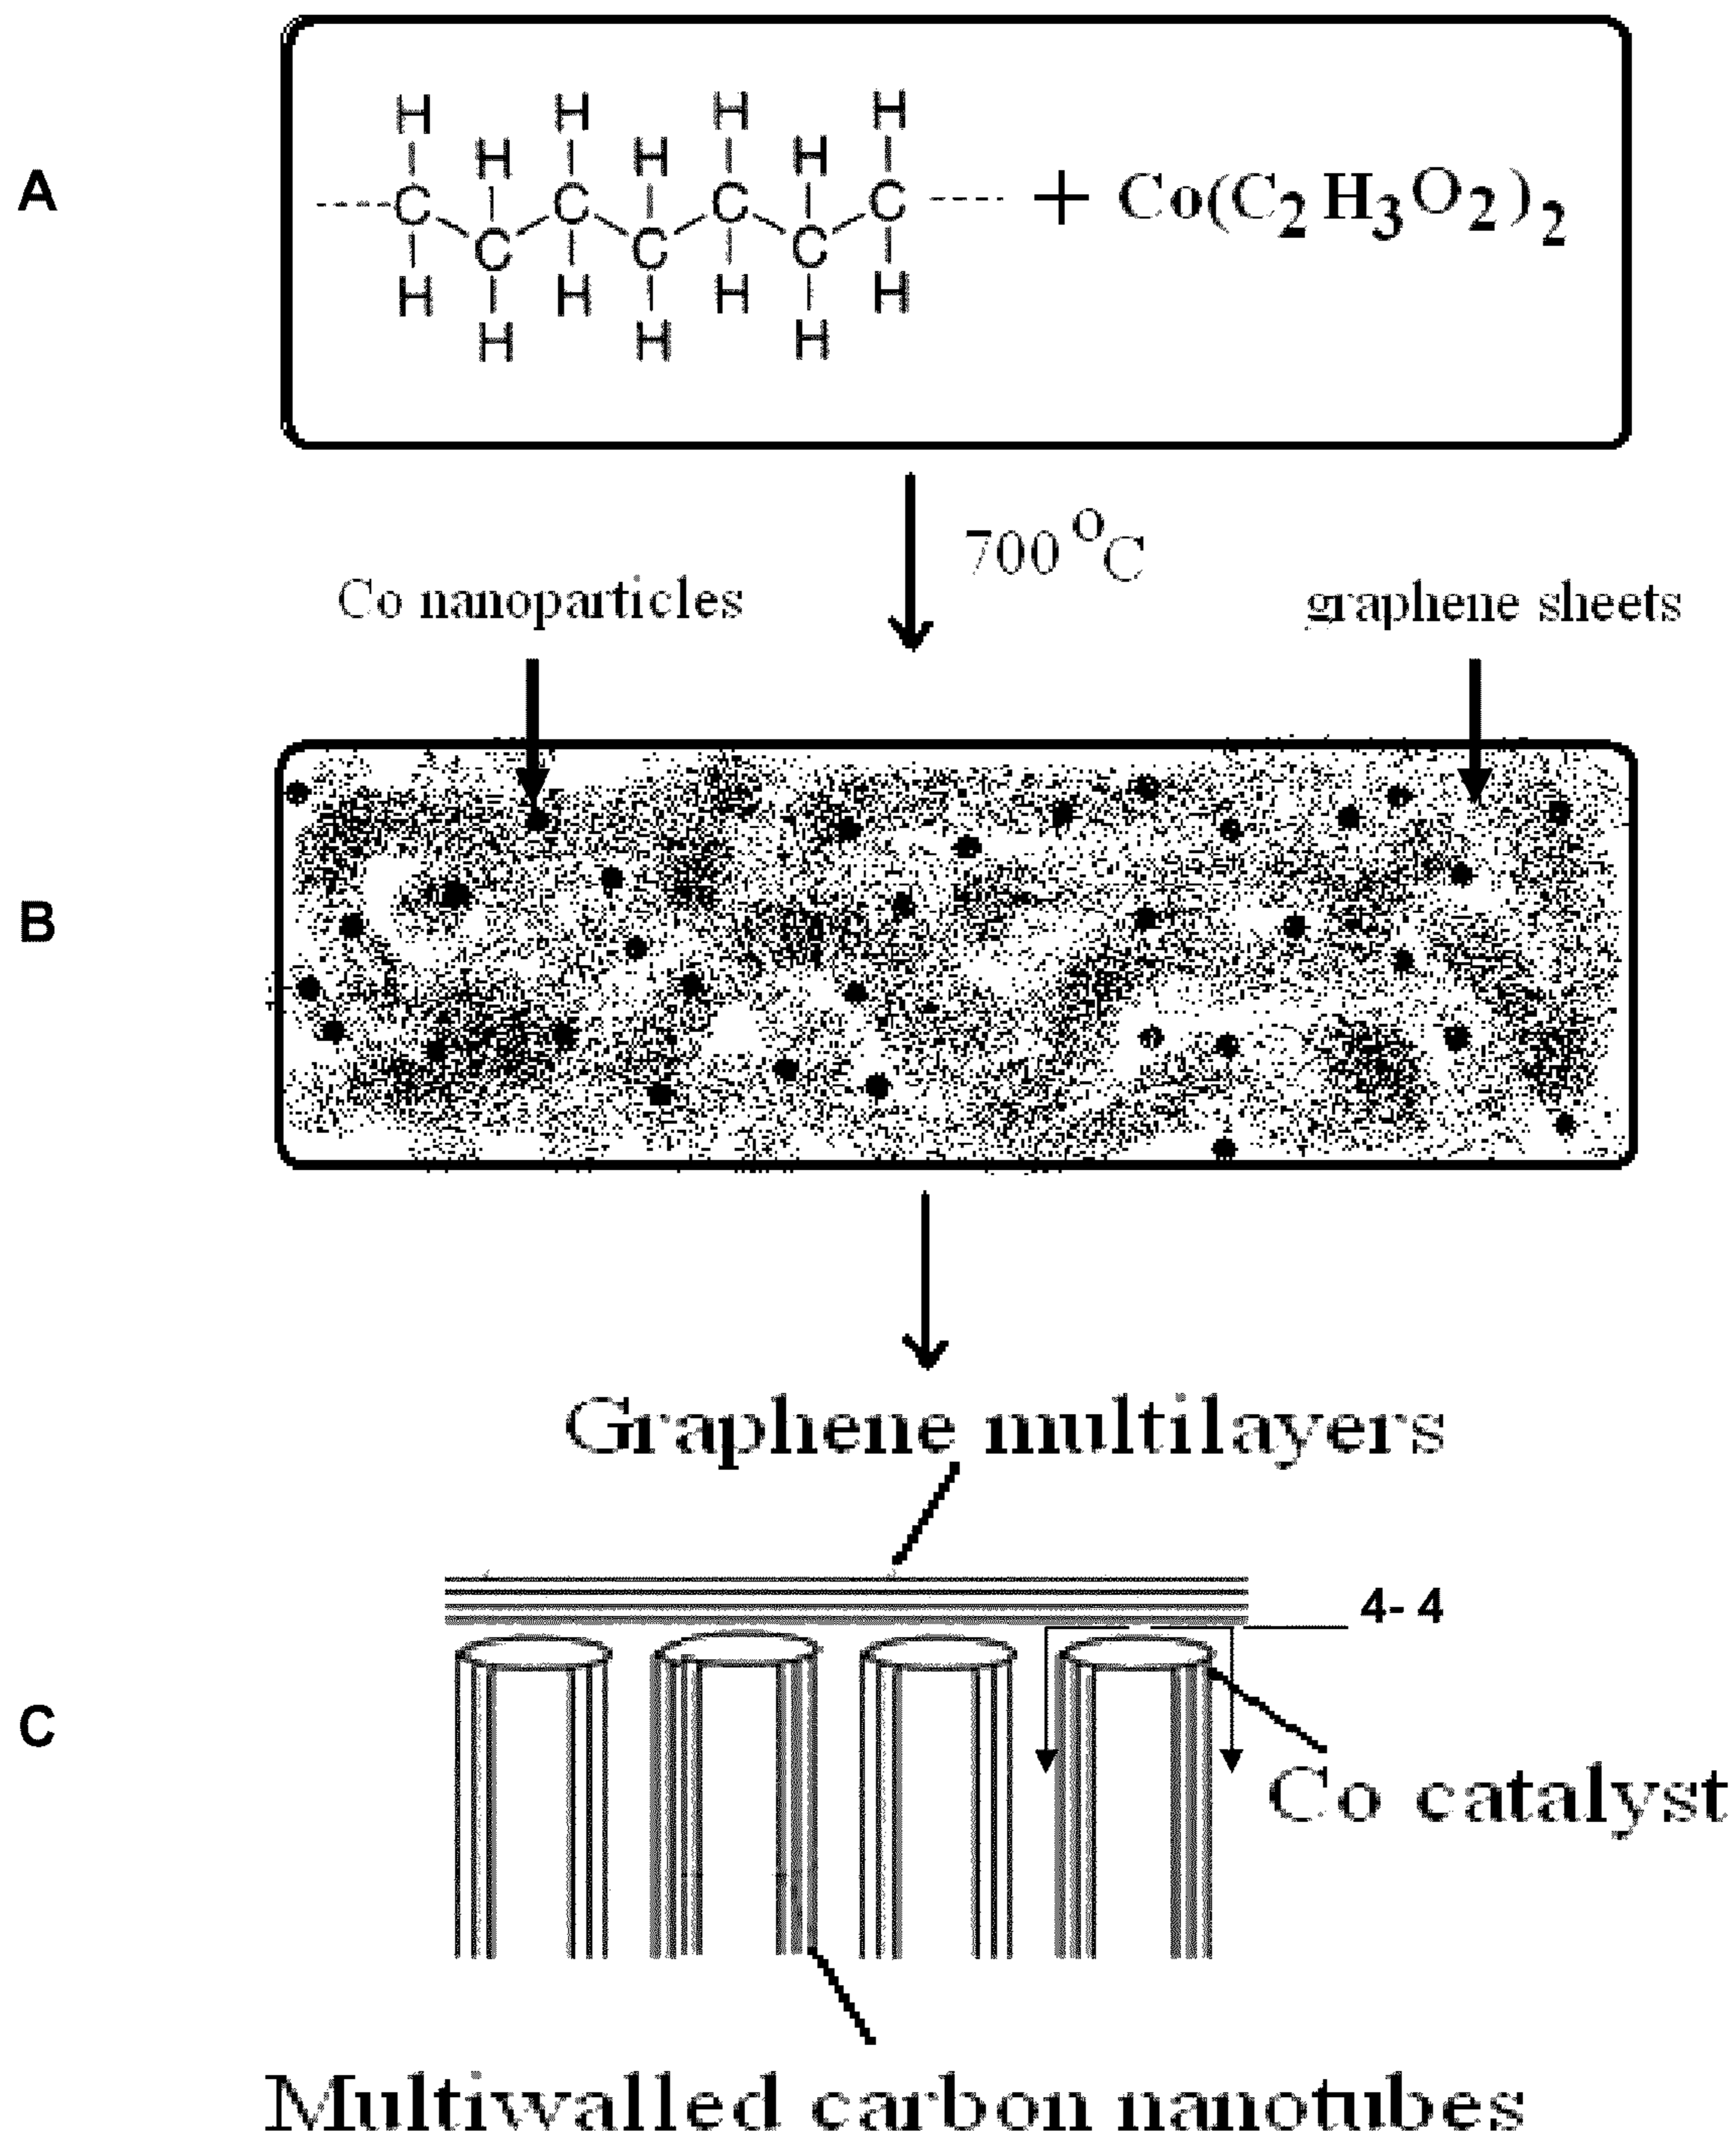 A
H H H H
H H H
C C C C + Co(C2H3O2)2
C C C
H H H H
H H H
700 °C
Co nanoparticles
graphene sheets
B
Graphene multilayers
4-4
C
Co catalyst
Multiwalled carbon nanotubes